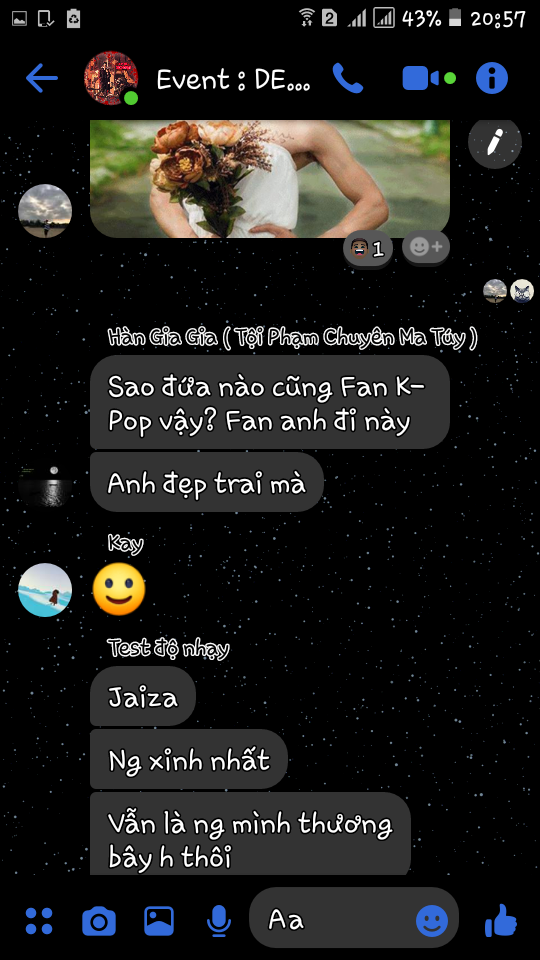 43% 20:57
Event : DE...
1
Hàn Gia Gia ( Tội Phạm Chuyên Ma Túy )
Sao đứa nào cũng Fan K-
Pop vậy? Fan anh đi này
Anh đẹp trai mà
Kay
Test độ nhạy
Jaiza
Ng xinh nhất
Vẫn là ng mình thương
bây h thôi
Aa